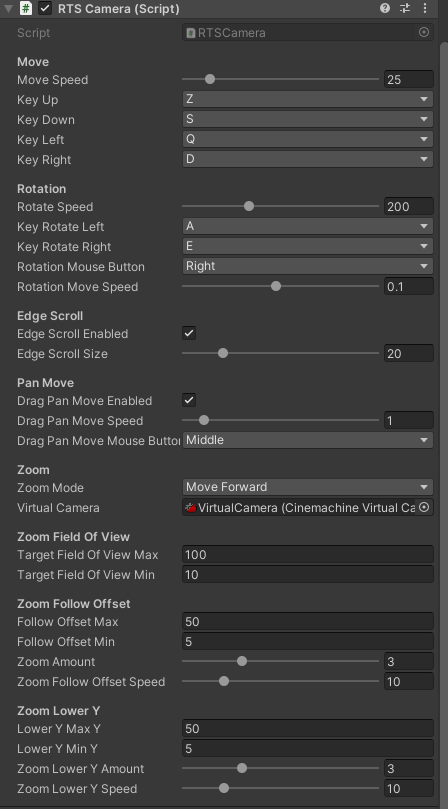 RTS Camera (Script)
Script RTSCamera
Move
Move Speed 25
Key Up Z
Key Down S
Key Left Q
Key Right D
Rotation
Rotate Speed 200
Key Rotate Left A
Key Rotate Right E
Rotation Mouse Button Right
Rotation Move Speed 0.1
Edge Scroll
Edge Scroll Enabled
Edge Scroll Size 20
Pan Move
Drag Pan Move Enabled
Drag Pan Move Speed 1
Drag Pan Move Mouse Button Middle
Zoom
Zoom Mode Move Forward
Virtual Camera VirtualCamera (Cinemachine Virtual Ca
Zoom Field Of View
Target Field Of View Max 100
Target Field Of View Min 10
Zoom Follow Offset
Follow Offset Max 50
Follow Offset Min 5
Zoom Amount 3
Zoom Follow Offset Speed 10
Zoom Lower Y
Lower Y Max Y 50
Lower Y Min Y 5
Zoom Lower Y Amount 3
Zoom Lower Y Speed 10